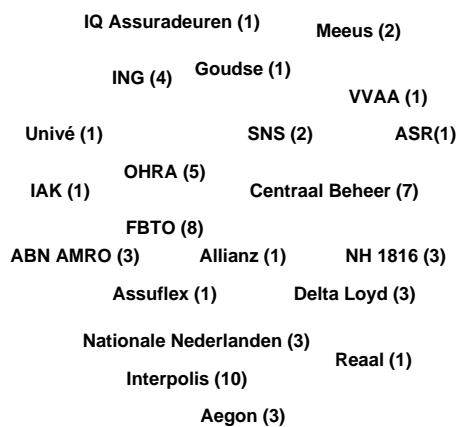 IQ Assuradeuren (1)
Meeus (2)
ING (4)
Goudse (1)
VVAA (1)
Univé (1)
SNS (2)
ASR(1)
OHRA (5)
IAK (1)
Centraal Beheer (7)
FBTO (8)
ABN AMRO (3)
Allianz (1)
NH 1816 (3)
Assuflex (1)
Delta Loyd (3)
Nationale Nederlanden (3)
Reaal (1)
Interpolis (10)
Aegon (3)